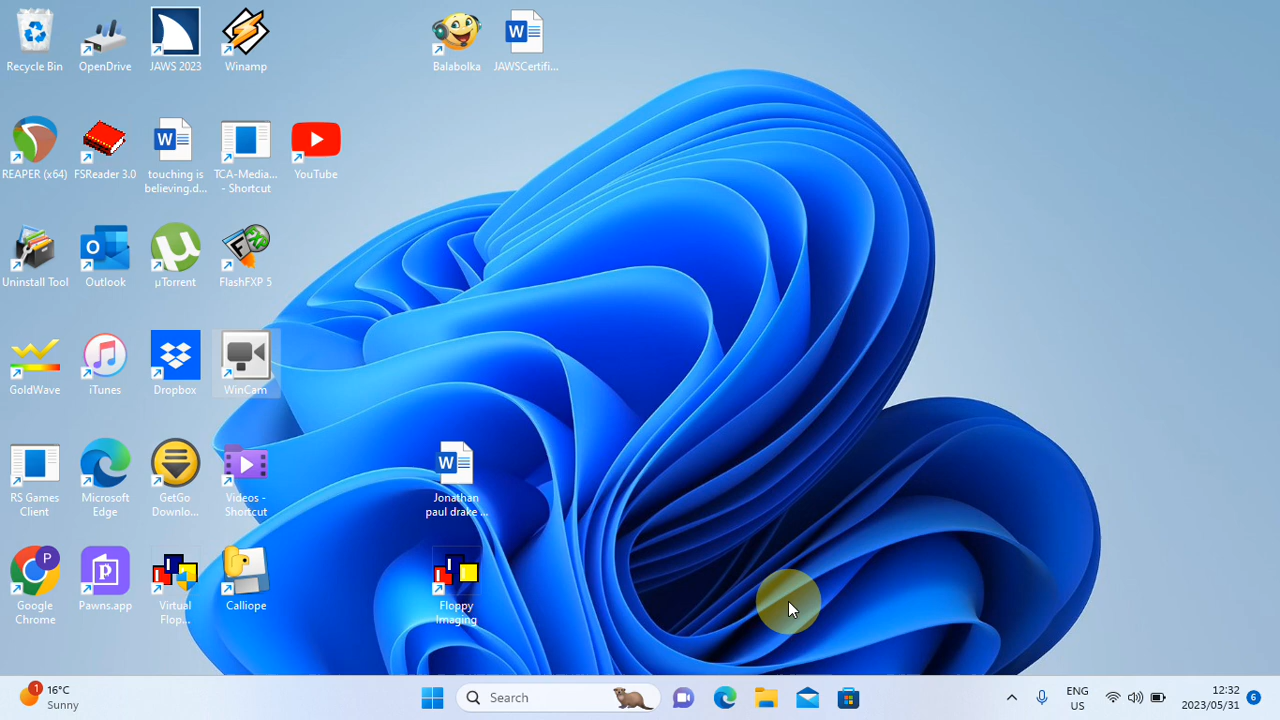 Recycle Bin
OpenDrive
JAWS 2023
Winamp
Balabolka
JAWSCertifi...
REAPER (x64)
FSReader 3.0
touching is
believing.d...
TCA-Media...
- Shortcut
YouTube
Uninstall Tool
Outlook
µTorrent
FlashFXP 5
GoldWave
iTunes
Dropbox
WinCam
RS Games
Client
Microsoft
Edge
GetGo
Downlo...
Videos -
Shortcut
Jonathan
paul drake ...
Google
Chrome
Pawns.app
Virtual
Flop...
Calliope
Floppy
Imaging
1
16°C
Sunny
Search
ENG
US
12:32
2023/05/31
6